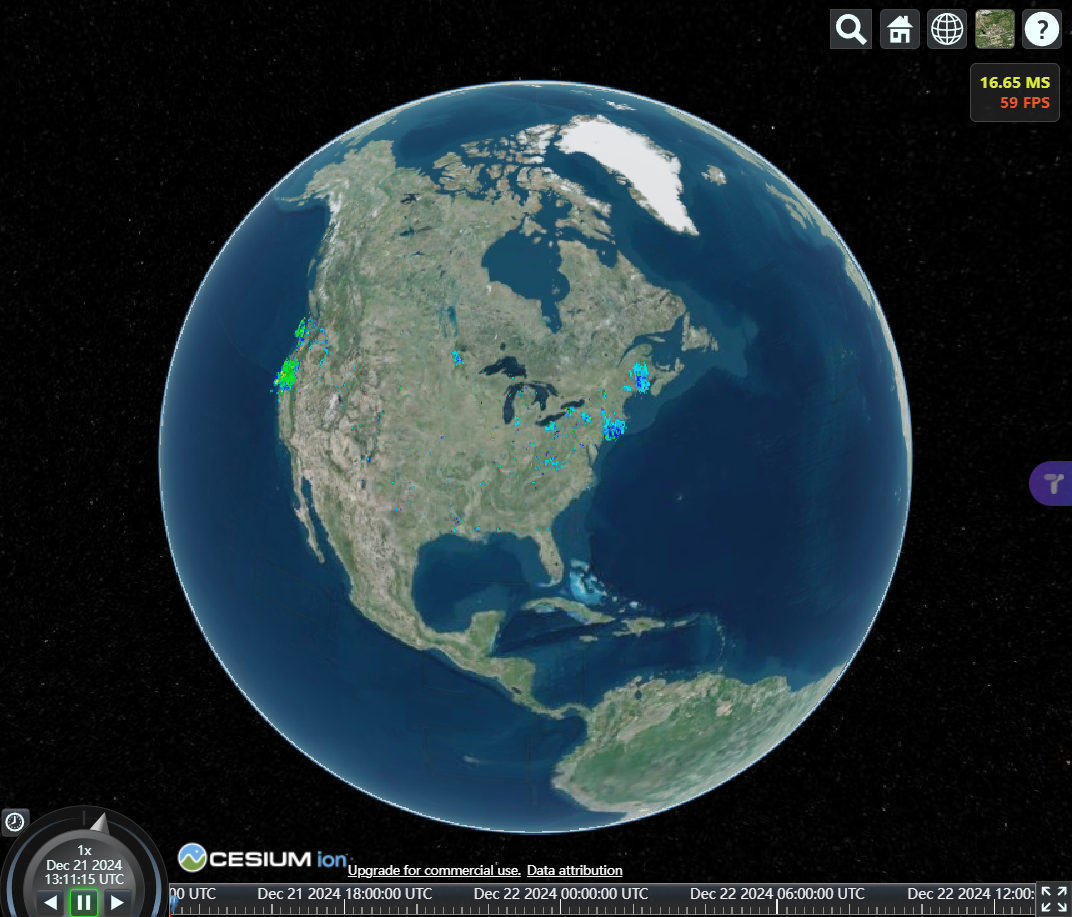 ?
16.65 MS
59 FPS
1x
Dec 21 2024
13:11:15 UTC
CESIUM ion
Upgrade for commercial use. Data attribution
00 UTC Dec 21 2024 18:00:00 UTC Dec 22 2024 00:00:00 UTC Dec 22 2024 06:00:00 UTC Dec 22 2024 12:00: